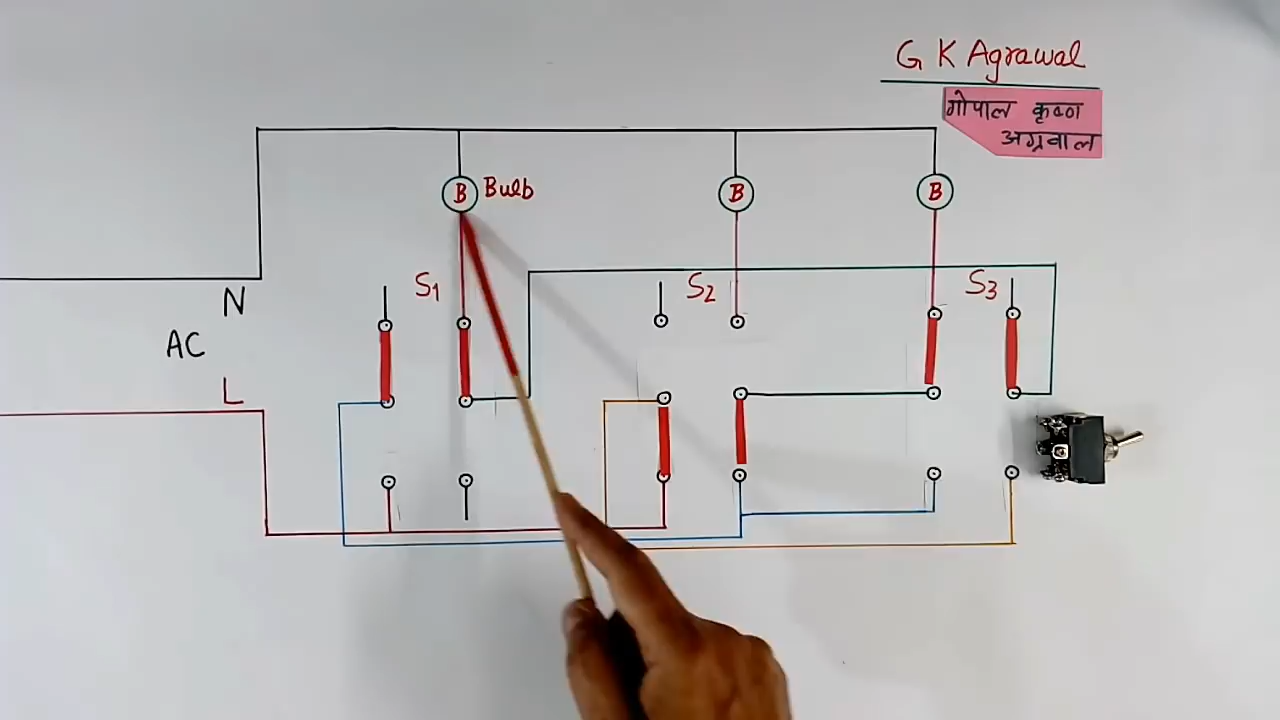 G K Agrawal
गोपाल कृष्ण
अग्रवाल
B Bulb B B
S1 S2 S3
N
AC
L